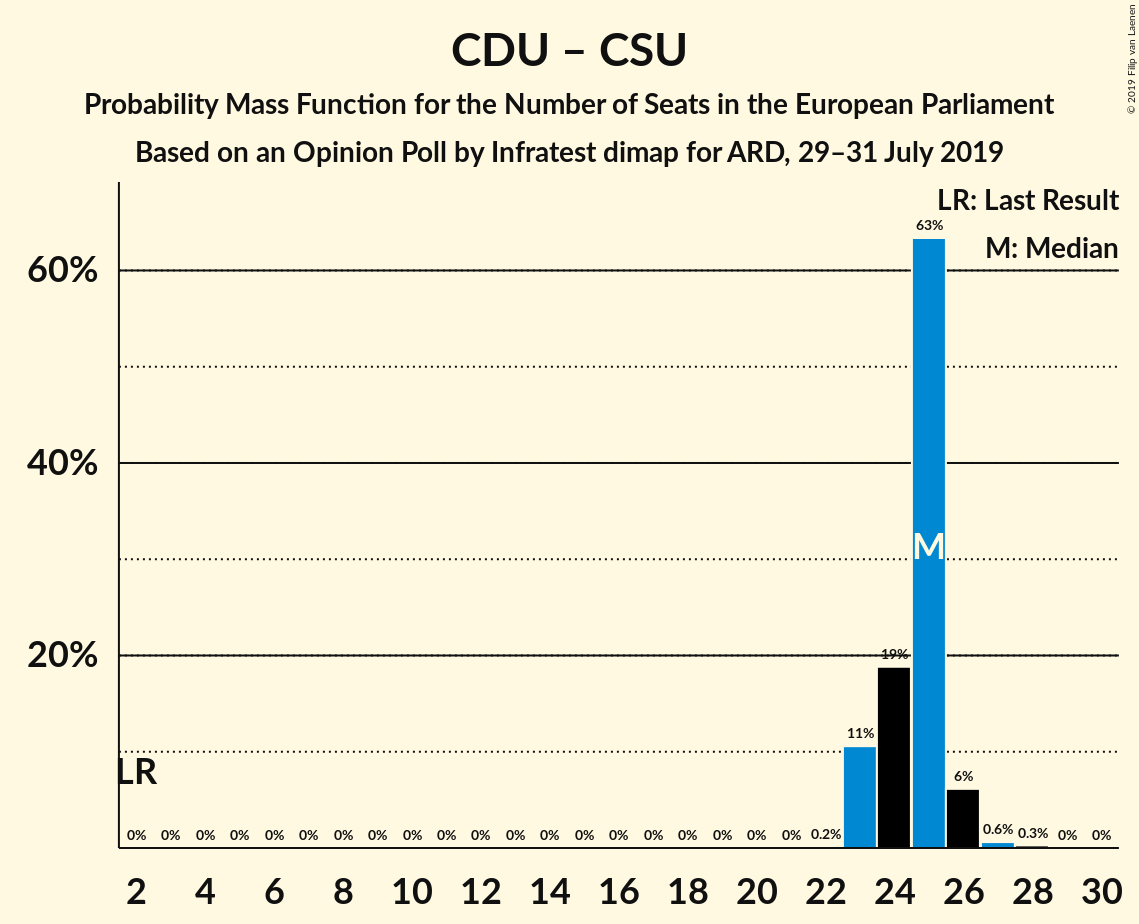 CDU – CSU
Probability Mass Function for the Number of Seats in the European Parliament
Based on an Opinion Poll by Infratest dimap for ARD, 29–31 July 2019
© 2019 Filip van Laenen
LR: Last Result
M: Median
60%
40%
20%
63%
M
19%
11%
LR
6%
0% 0% 0% 0% 0% 0% 0% 0% 0% 0% 0% 0% 0% 0% 0% 0% 0% 0% 0% 0% 0.2% 0.6% 0.3% 0% 0%
2 4 6 8 10 12 14 16 18 20 22 24 26 28 30